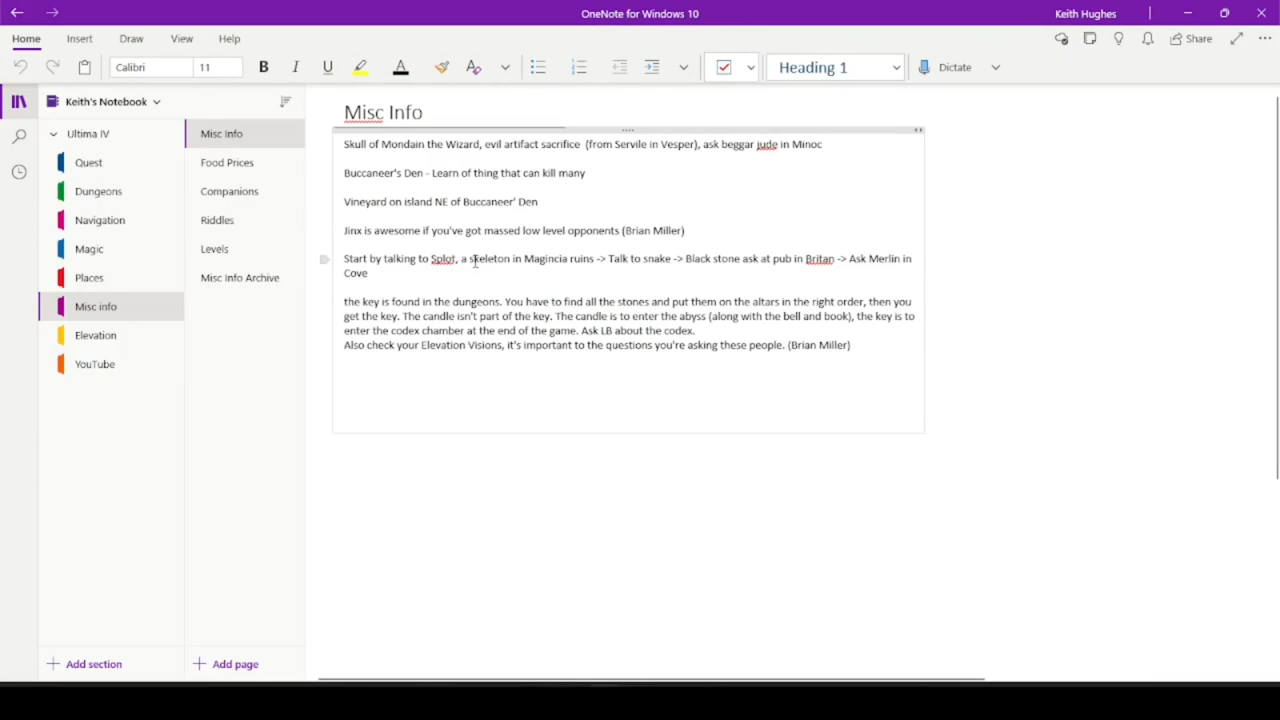 OneNote for Windows 10
Keith Hughes
Home Insert Draw View Help
Share
Calibri 11 B I U A A Heading 1 Dictate
Keith's Notebook
Ultima IV
Quest
Dungeons
Navigation
Magic
Places
Misc info
Elevation
YouTube
Add section
Misc Info
Food Prices
Companions
Riddles
Levels
Misc Info Archive
Add page
Misc Info
Skull of Mondain the Wizard, evil artifact sacrifice (from Servile in Vesper), ask beggar jude in Minoc
Buccaneer's Den - Learn of thing that can kill many
Vineyard on island NE of Buccaneer' Den
Jinx is awesome if you've got massed low level opponents (Brian Miller)
Start by talking to Splot, a skeleton in Magincia ruins -> Talk to snake -> Black stone ask at pub in Britan -> Ask Merlin in
Cove
the key is found in the dungeons. You have to find all the stones and put them on the altars in the right order, then you
get the key. The candle isn't part of the key. The candle is to enter the abyss (along with the bell and book), the key is to
enter the codex chamber at the end of the game. Ask LB about the codex.
Also check your Elevation Visions, it's important to the questions you're asking these people. (Brian Miller)